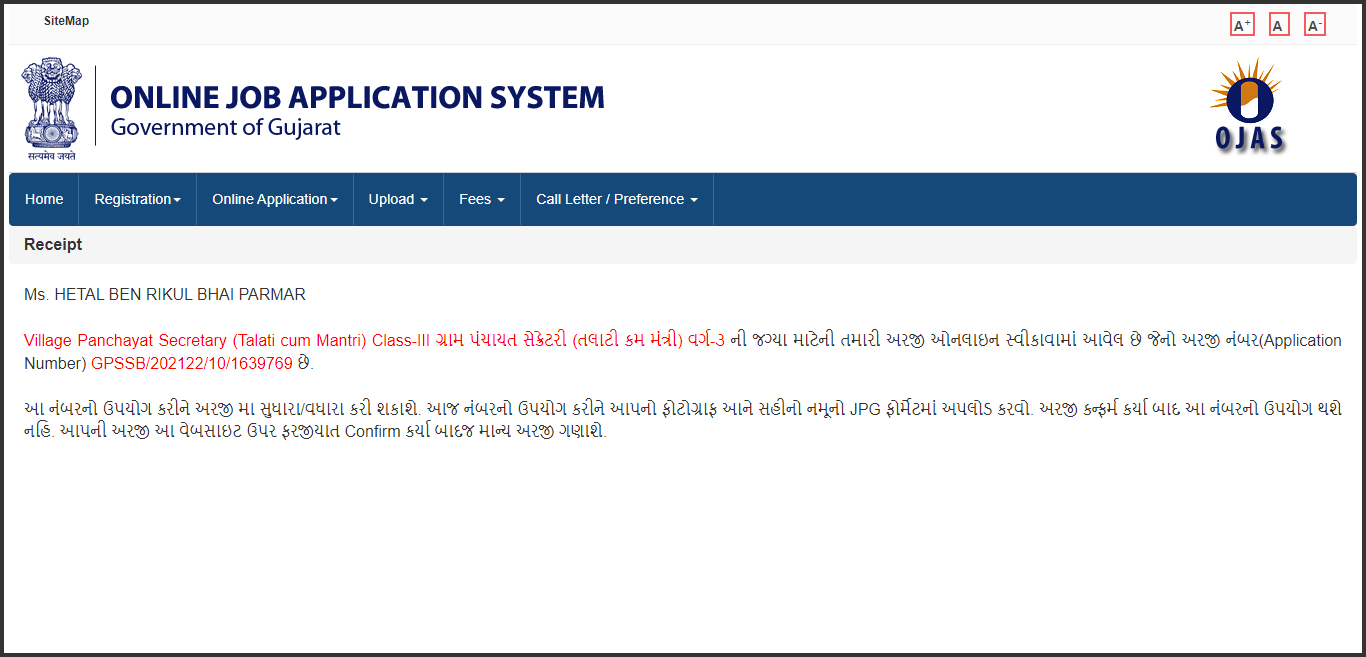 SiteMap
A+ A A-
ONLINE JOB APPLICATION SYSTEM
Government of Gujarat
सत्यमेव जयते
OJAS
Home Registration Online Application Upload Fees Call Letter / Preference
Receipt
Ms. HETAL BEN RIKUL BHAI PARMAR
Village Panchayat Secretary (Talati cum Mantri) Class-III ગ્રામ પંચાયત સેક્રેટરી (તલાટી કમ મંત્રી) વર્ગ-3 ની જગ્યા માટેની તમારી અરજી ઓનલાઇન સ્વીકાવામાં આવેલ છે જેનો અરજી નંબર(Application
Number) GPSSB/202122/10/1639769 છે.
આ નંબરનો ઉપયોગ કરીને અરજી મા સુધારા/વધારા કરી શકાશે. આજ નંબરનો ઉપયોગ કરીને આપનો ફોટોગ્રાફ આને સહીનો નમૂનો JPG ફોર્મેટમાં અપલોડ કરવો. અરજી કન્ફર્મ કર્યા બાદ આ નંબરનો ઉપયોગ થશે
નહિ. આપની અરજી આ વેબસાઇટ ઉપર ફરજીયાત Confirm કર્યા બાદજ માન્ય અરજી ગણાશે.